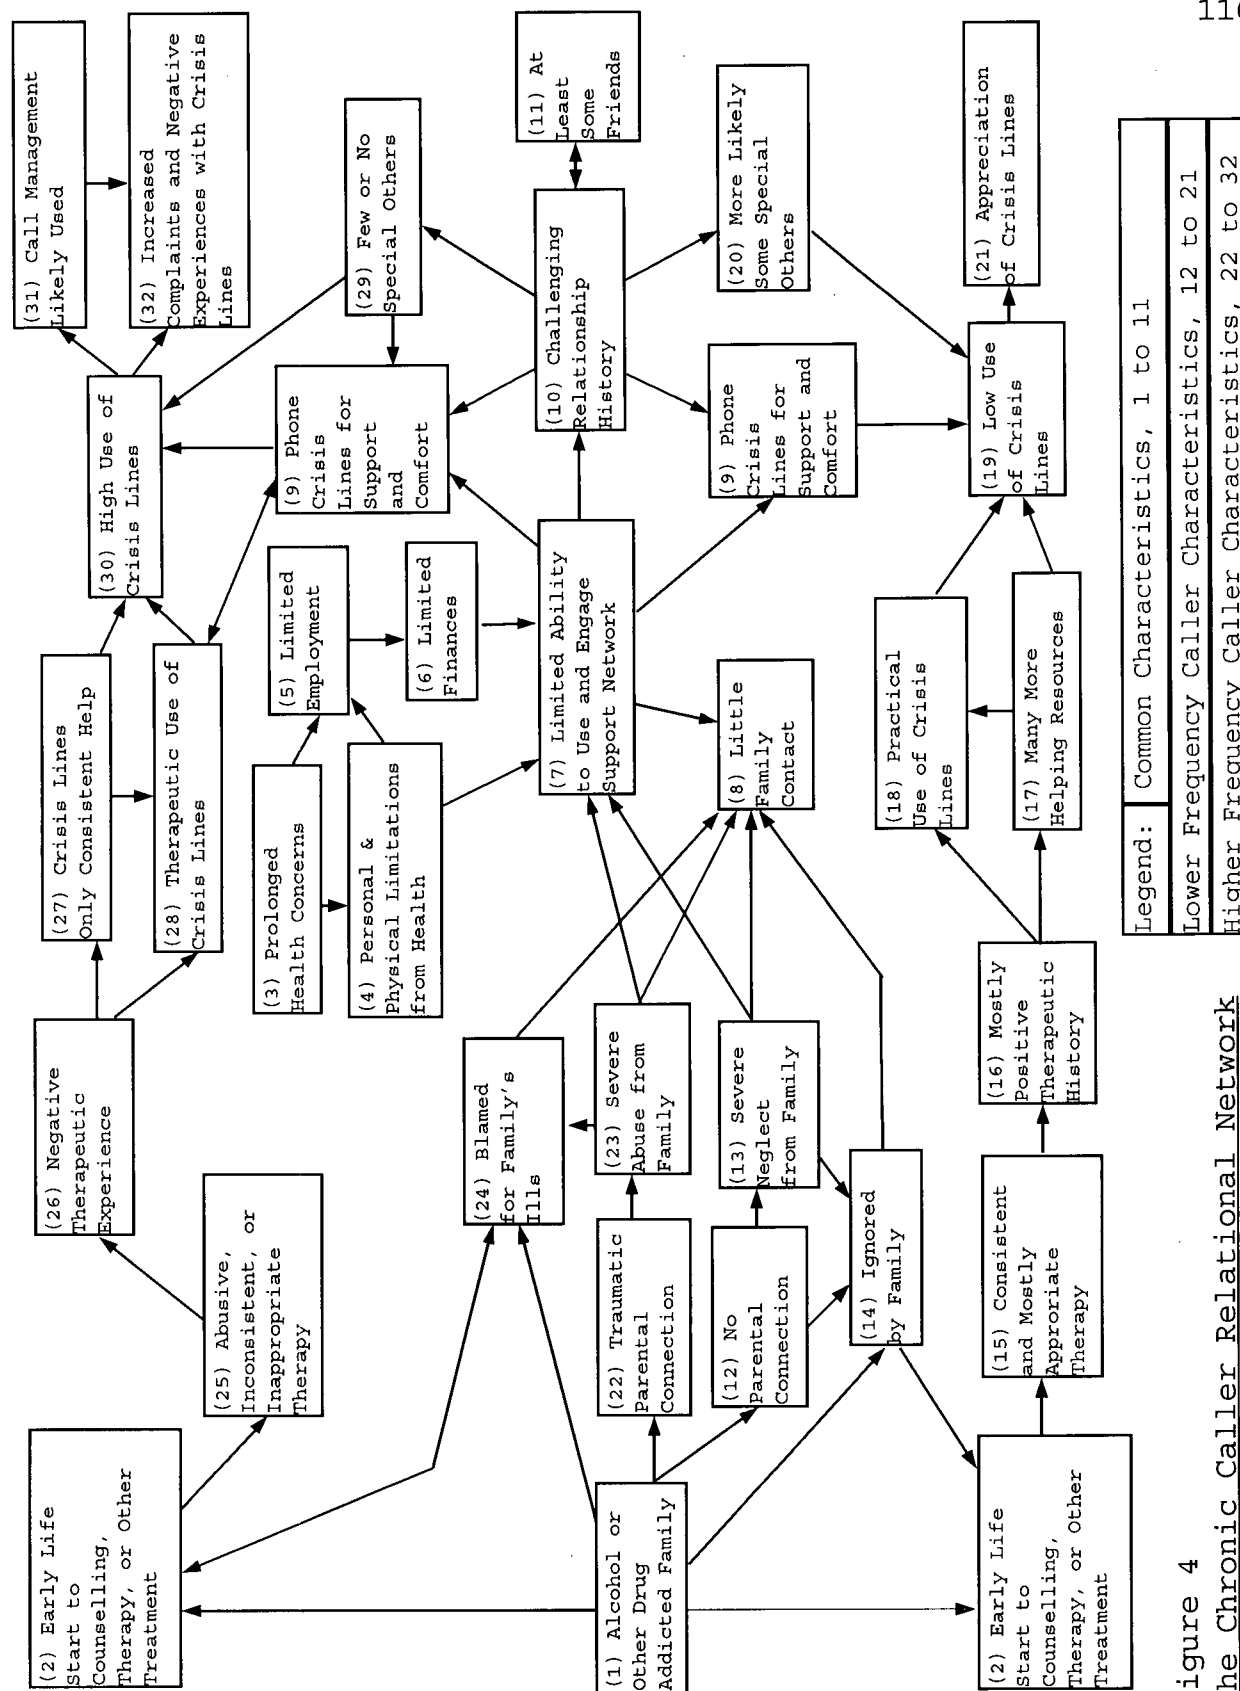 116
(31) Call Management
Likely Used
(32) Increased
Complaints and Negative
Experiences with Crisis
Lines
(30) High Use of
Crisis Lines
(29) Few or No
Special Others
(11) At
Least
Some
Friends
(20) More Likely
Some Special
Others
(21) Appreciation
of Crisis Lines
(27) Crisis Lines
Only Consistent Help
(28) Therapeutic Use of
Crisis Lines
(9) Phone
Crisis
Lines for
Support
and
Comfort
(10) Challenging
Relationship
History
(9) Phone
Crisis
Lines for
Support and
Comfort
(19) Low Use
of Crisis
Lines
(5) Limited
Employment
(6) Limited
Finances
(7) Limited Ability
to Use and Engage
Support Network
(3) Prolonged
Health Concerns
(4) Personal &
Physical Limitations
from Health
(8) Little
Family
Contact
(18) Practical
Use of Crisis
Lines
(17) Many More
Helping Resources
(26) Negative
Therapeutic
Experience
(24) Blamed
for Family's
Ills
(23) Severe
Abuse from
Family
(13) Severe
Neglect
from Family
(16) Mostly
Positive
Therapeutic
History
(25) Abusive,
Inconsistent, or
Inappropriate
Therapy
(22) Traumatic
Parental
Connection
(12) No
Parental
Connection
(14) Ignored
by Family
(15) Consistent
and Mostly
Approriate
Therapy
(2) Early Life
Start to
Counselling,
Therapy, or Other
Treatment
(1) Alcohol or
Other Drug
Addicted Family
(2) Early Life
Start to
Counselling,
Therapy, or Other
Treatment
Legend: Common Characteristics, 1 to 11
Lower Frequency Caller Characteristics, 12 to 21
Higher Frequency Caller Characteristics, 22 to 32
igure 4
he Chronic Caller Relational Network